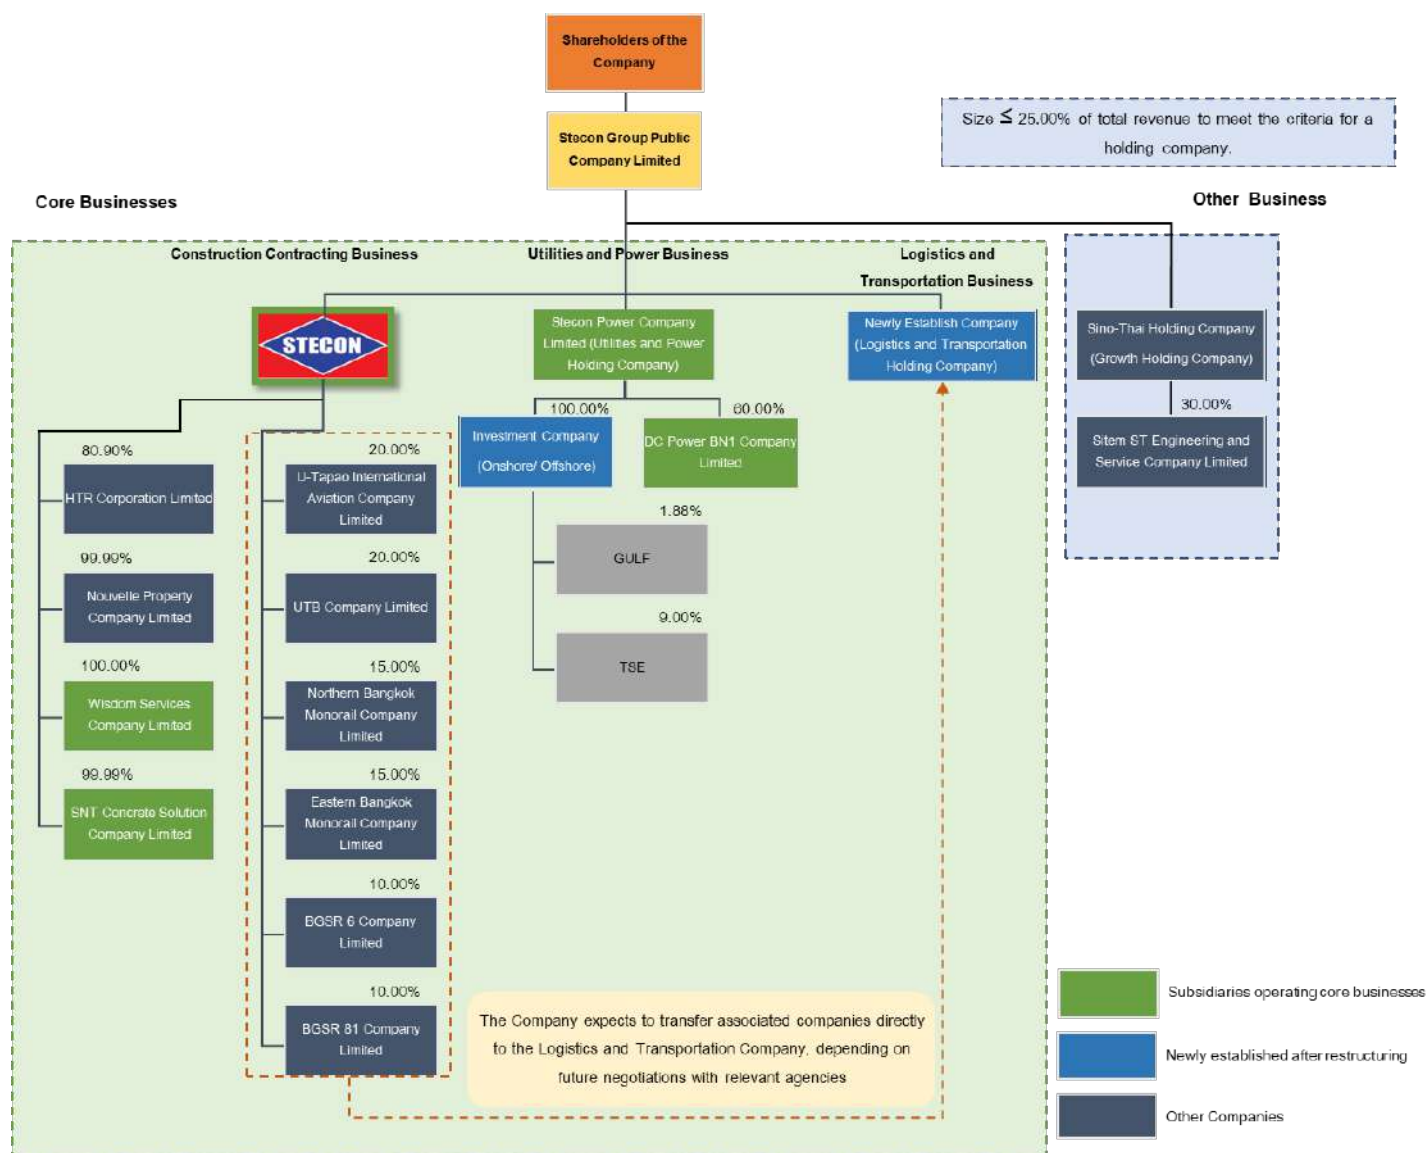 Shareholders of the
Company
Stecon Group Public
Company Limited
Size ≤ 25.00% of total revenue to meet the criteria for a
holding company.
Core Businesses
Other Business
Construction Contracting Business
Utilities and Power Business
Logistics and
Transportation Business
STECON
Stecon Power Company
Limited (Utilities and Power
Holding Company)
Newly Establish Company
(Logistics and Transportation
Holding Company)
Sino-Thai Holding Company
(Growth Holding Company)
100.00%
60.00%
30.00%
Investment Company
(Onshore/ Offshore)
DC Power BN1 Company
Limited
Sitem ST Engineering and
Service Company Limited
80.90%
HTR Corporation Limited
99.99%
Nouvelle Property
Company Limited
100.00%
Wisdom Services
Company Limited
99.99%
SNT Concrete Solution
Company Limited
20.00%
U-Tapao International
Aviation Company
Limited
20.00%
UTB Company Limited
15.00%
Northern Bangkok
Monorail Company
Limited
15.00%
Eastern Bangkok
Monorail Company
Limited
10.00%
BGSR 6 Company
Limited
10.00%
BGSR 81 Company
Limited
1.88%
GULF
9.00%
TSE
The Company expects to transfer associated companies directly
to the Logistics and Transportation Company, depending on
future negotiations with relevant agencies
Subsidiaries operating core businesses
Newly established after restructuring
Other Companies